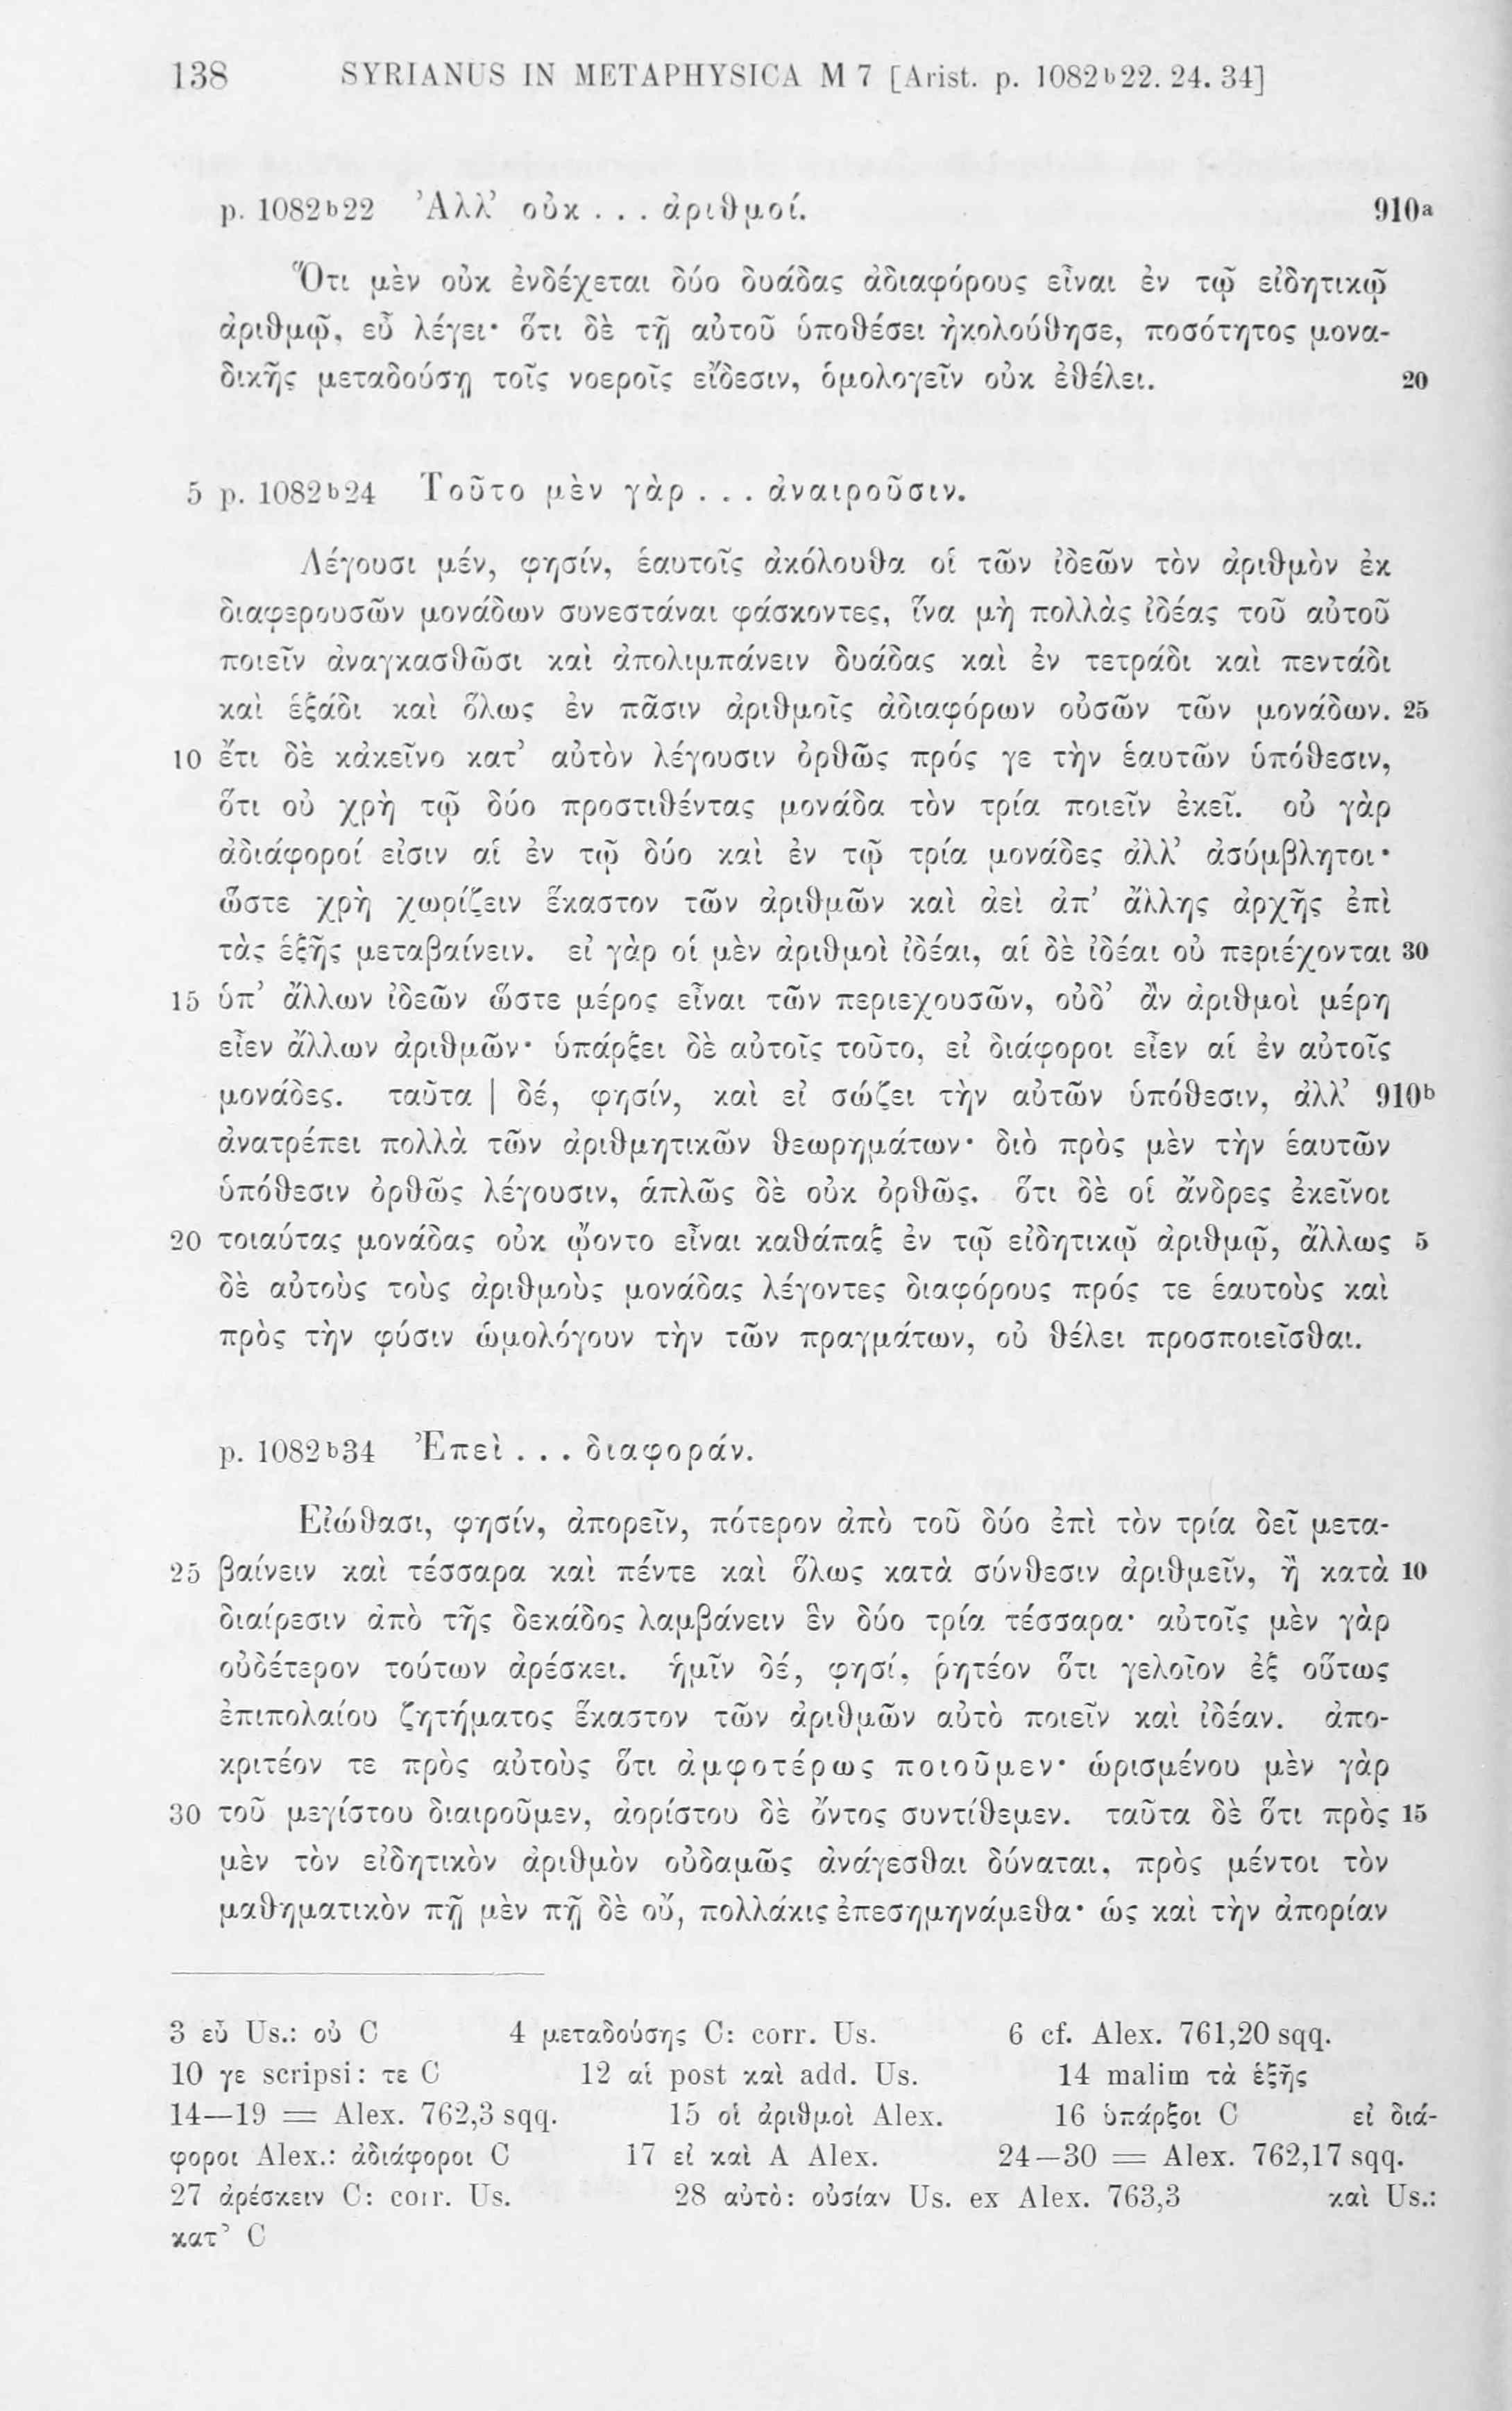 138 SYRIANUS IN METAPHYSICA M 7 [Arist. p. 1082ᵇ22. 24. 34]
p. 1082ᵇ22 Ἀλλ’ οὐκ . . . ἀριθμοί. 910ᵃ
Ὅτι μὲν οὐκ ἐνδέχεται δύο δυάδας ἀδιαφόρους εἶναι ἐν τῷ εἰδητικῷ
ἀριθμῷ, εὖ λέγει· ὅτι δὲ τῇ αὐτοῦ ὑποθέσει ἠκολούθησε, ποσότητος μονα-
δικῆς μεταδούσῃ τοῖς νοεροῖς εἴδεσιν, ὁμολογεῖν οὐκ ἐθέλει. 20
5 p. 1082ᵇ24 Τοῦτο μὲν γὰρ . . . ἀναιροῦσιν.
Λέγουσι μέν, φησίν, ἑαυτοῖς ἀκόλουθα οἱ τῶν ἰδεῶν τὸν ἀριθμὸν ἐκ
διαφερουσῶν μονάδων συνεστάναι φάσκοντες, ἵνα μὴ πολλὰς ἰδέας τοῦ αὐτοῦ
ποιεῖν ἀναγκασθῶσι καὶ ἀπολιμπάνειν δυάδας καὶ ἐν τετράδι καὶ πεντάδι
καὶ ἑξάδι καὶ ὅλως ἐν πᾶσιν ἀριθμοῖς ἀδιαφόρων οὐσῶν τῶν μονάδων. 25
10 ἔτι δὲ κἀκεῖνο κατ’ αὐτὸν λέγουσιν ὀρθῶς πρός γε τὴν ἑαυτῶν ὑπόθεσιν,
ὅτι οὐ χρὴ τῷ δύο προστιθέντας μονάδα τὸν τρία ποιεῖν ἐκεῖ. οὐ γὰρ
ἀδιάφοροί εἰσιν αἱ ἐν τῷ δύο καὶ ἐν τῷ τρία μονάδες ἀλλ’ ἀσύμβλητοι·
ὥστε χρὴ χωρίζειν ἕκαστον τῶν ἀριθμῶν καὶ ἀεὶ ἀπ’ ἄλλης ἀρχῆς ἐπὶ
τὰς ἑξῆς μεταβαίνειν. εἰ γὰρ οἱ μὲν ἀριθμοὶ ἰδέαι, αἱ δὲ ἰδέαι οὐ περιέχονται 30
15 ὑπ’ ἄλλων ἰδεῶν ὥστε μέρος εἶναι τῶν περιεχουσῶν, οὐδ’ ἂν ἀριθμοὶ μέρη
εἶεν ἄλλων ἀριθμῶν· ὑπάρξει δὲ αὐτοῖς τοῦτο, εἰ διάφοροι εἶεν αἱ ἐν αὐτοῖς
μονάδες. ταῦτα | δέ, φησίν, καὶ εἰ σώζει τὴν αὐτῶν ὑπόθεσιν, ἀλλ’ 910ᵇ
ἀνατρέπει πολλὰ τῶν ἀριθμητικῶν θεωρημάτων· διὸ πρὸς μὲν τὴν ἑαυτῶν
ὑπόθεσιν ὀρθῶς λέγουσιν, ἁπλῶς δὲ οὐκ ὀρθῶς. ὅτι δὲ οἱ ἄνδρες ἐκεῖνοι
20 τοιαύτας μονάδας οὐκ ᾤοντο εἶναι καθάπαξ ἐν τῷ εἰδητικῷ ἀριθμῷ, ἄλλως 5
δὲ αὐτοὺς τοὺς ἀριθμοὺς μονάδας λέγοντες διαφόρους πρός τε ἑαυτοὺς καὶ
πρὸς τὴν φύσιν ὡμολόγουν τὴν τῶν πραγμάτων, οὐ θέλει προσποιεῖσθαι.
p. 1082ᵇ34 Ἐπεὶ . . . διαφοράν.
Εἰώθασι, φησίν, ἀπορεῖν, πότερον ἀπὸ τοῦ δύο ἐπὶ τὸν τρία δεῖ μετα-
25 βαίνειν καὶ τέσσαρα καὶ πέντε καὶ ὅλως κατὰ σύνθεσιν ἀριθμεῖν, ἢ κατὰ 10
διαίρεσιν ἀπὸ τῆς δεκάδος λαμβάνειν ἓν δύο τρία τέσσαρα· αὐτοῖς μὲν γὰρ
οὐδέτερον τούτων ἀρέσκει. ἡμῖν δέ, φησί, ῥητέον ὅτι γελοῖον ἐξ οὕτως
ἐπιπολαίου ζητήματος ἕκαστον τῶν ἀριθμῶν αὐτὸ ποιεῖν καὶ ἰδέαν. ἀπο-
κριτέον τε πρὸς αὐτοὺς ὅτι ἀμφοτέρως ποιοῦμεν· ὡρισμένου μὲν γὰρ
30 τοῦ μεγίστου διαιροῦμεν, ἀορίστου δὲ ὄντος συντίθεμεν. ταῦτα δὲ ὅτι πρὸς 15
μὲν τὸν εἰδητικὸν ἀριθμὸν οὐδαμῶς ἀνάγεσθαι δύναται, πρὸς μέντοι τὸν
μαθηματικὸν πῇ μὲν πῇ δὲ οὔ, πολλάκις ἐπεσημηνάμεθα· ὡς καὶ τὴν ἀπορίαν
3 εὖ Us.: οὐ C 4 μεταδούσης C: corr. Us. 6 cf. Alex. 761,20 sqq.
10 γε scripsi: τε C 12 αἱ post καὶ add. Us. 14 malim τὰ ἑξῆς
14—19 = Alex. 762,3 sqq. 15 οἱ ἀριθμοὶ Alex. 16 ὑπάρξοι C εἰ διά-
φοροι Alex.: ἀδιάφοροι C 17 εἰ καὶ A Alex. 24—30 = Alex. 762,17 sqq.
27 ἀρέσκειν C: corr. Us. 28 αὐτὸ: οὐσίαν Us. ex Alex. 763,3 καὶ Us.:
κατ’ C